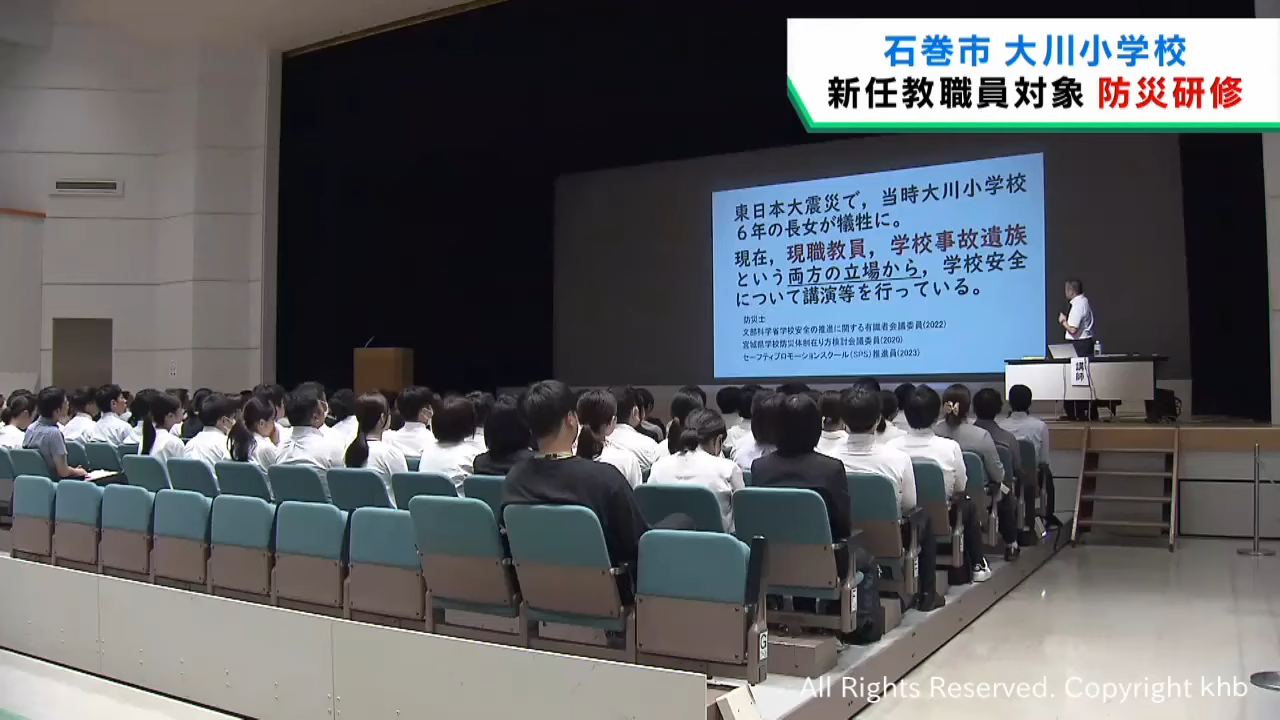 石巻市 大川小学校
新任教職員対象 防災研修
東日本大震災で，当時大川小学校
６年の長女が犠牲に。
現在，現職教員，学校事故遺族
という両方の立場から，学校安全
について講演等を行っている。
防災士
文部科学省学校安全の推進に関する有識者会議委員(2022)
宮城県学校防災体制在り方検討会議委員(2020)
セーフティプロモーションスクール(SPS)推進員(2023)
講師
G
All Rights Reserved. Copyright khb